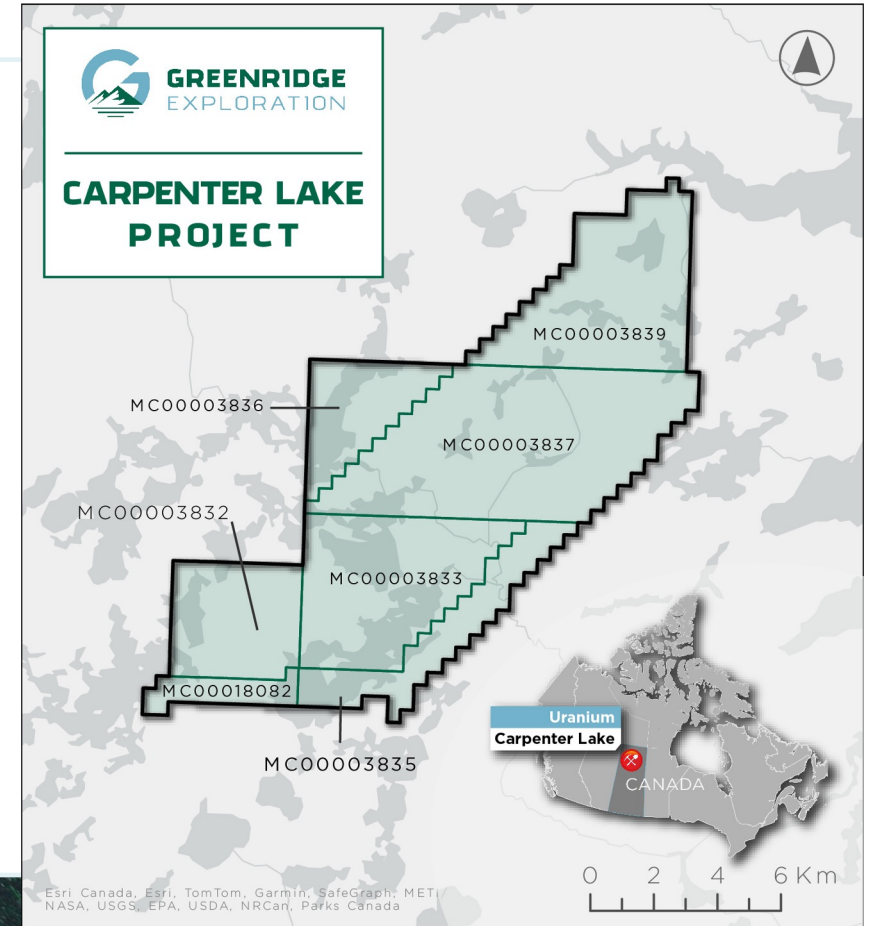 GREENRIDGE
EXPLORATION
CARPENTER LAKE
PROJECT
MC00003839
MC00003836
MC00003837
MC00003832
MC00003833
MC00018082
MC00003835
Uranium
Carpenter Lake
CANADA
0 2 4 6 Km
Esri Canada, Esri, TomTom, Garmin, SafeGraph, METI/
NASA, USGS, EPA, USDA, NRCan, Parks Canada